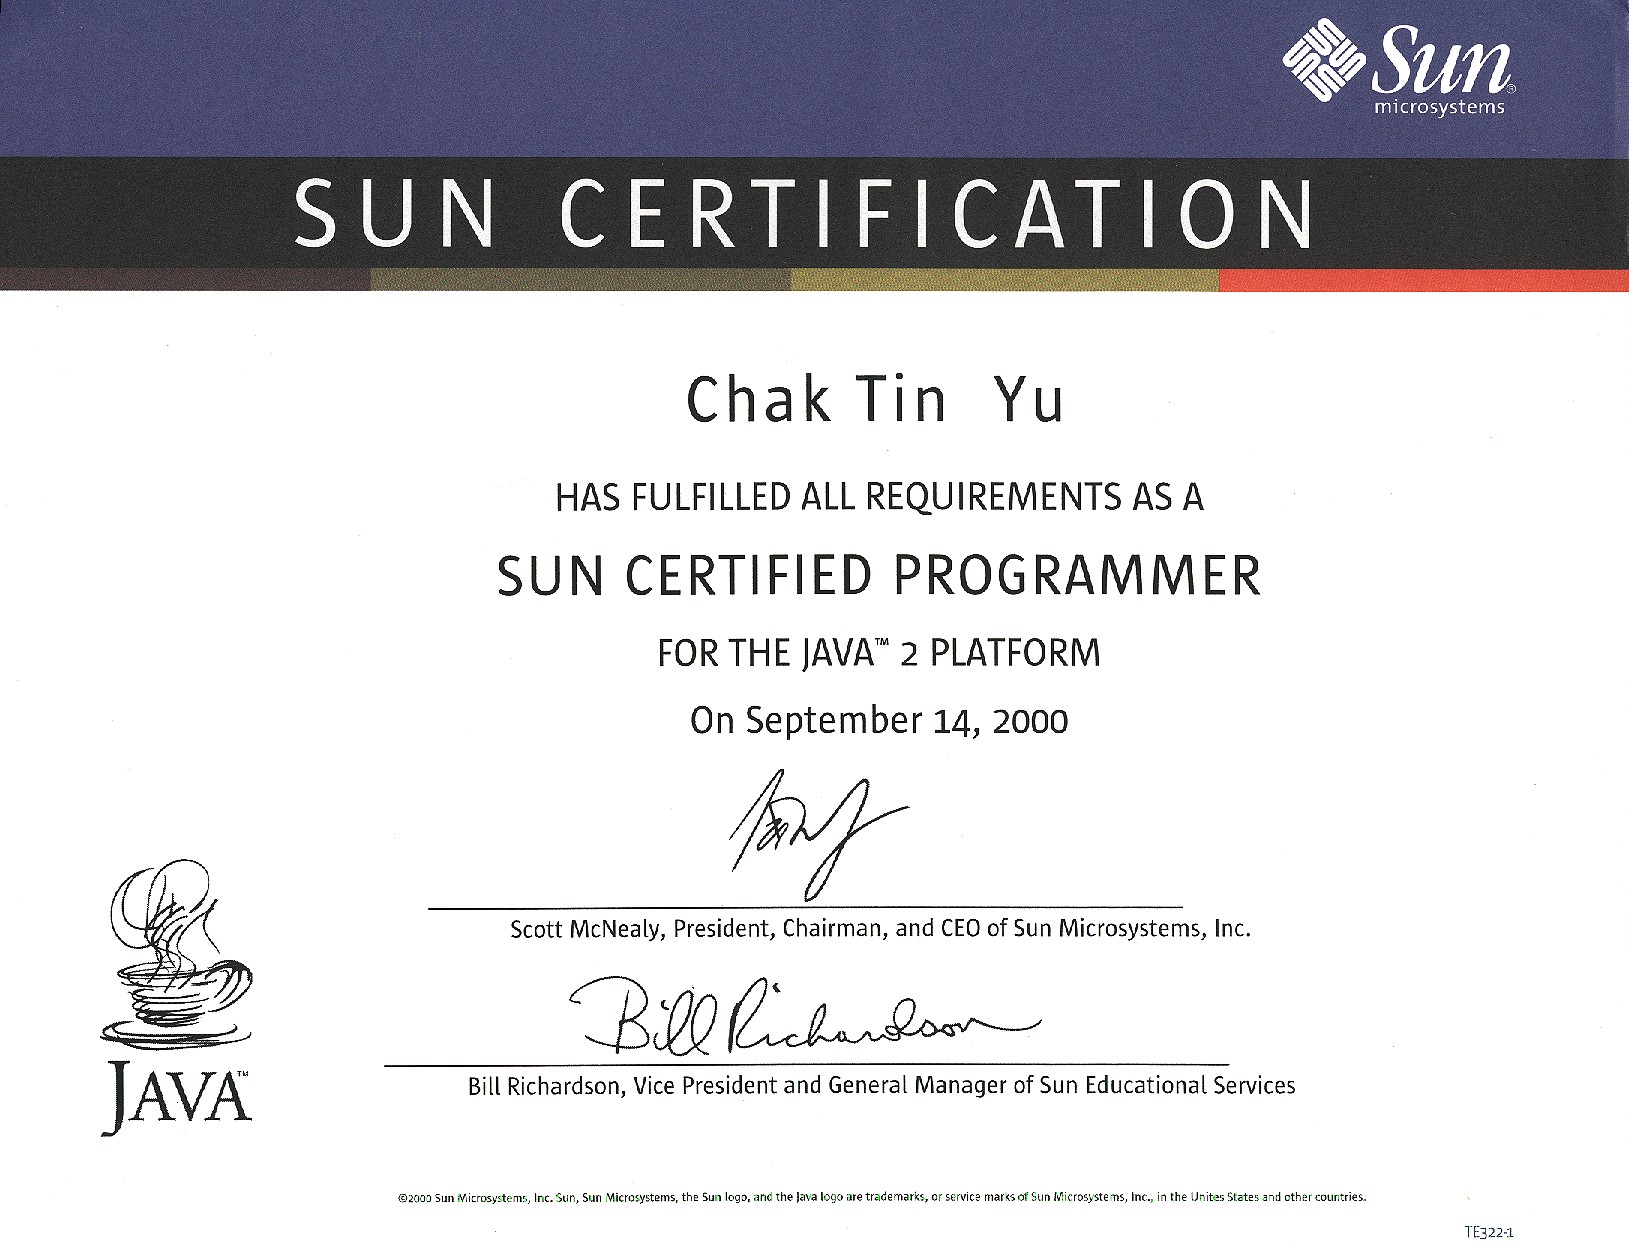 Sun
microsystems
SUN CERTIFICATION
Chak Tin Yu
HAS FULFILLED ALL REQUIREMENTS AS A
SUN CERTIFIED PROGRAMMER
FOR THE JAVA™ 2 PLATFORM
On September 14, 2000
Scott McNealy, President, Chairman, and CEO of Sun Microsystems, Inc.
Bill Richardson
Bill Richardson, Vice President and General Manager of Sun Educational Services
JAVA™
©2000 Sun Microsystems, Inc. Sun, Sun Microsystems, the Sun logo, and the Java logo are trademarks, or service marks of Sun Microsystems, Inc., in the Unites States and other countries.
TE322-1